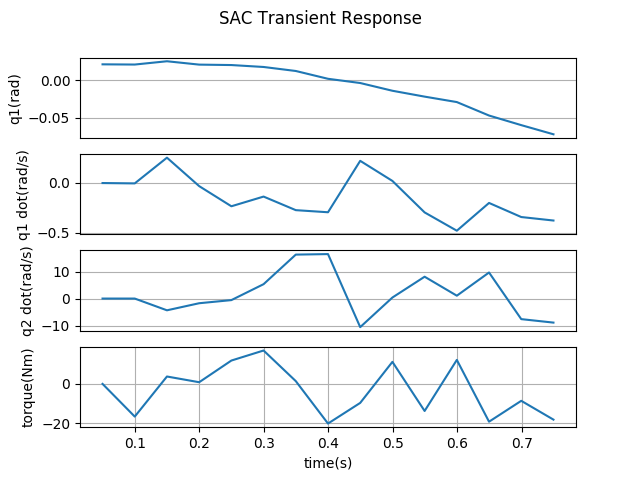 SAC Transient Response
q1(rad)
0.00
−0.05
q1 dot(rad/s)
0.0
−0.5
q2 dot(rad/s)
10
0
−10
torque(Nm)
0
−20
0.1 0.2 0.3 0.4 0.5 0.6 0.7
time(s)